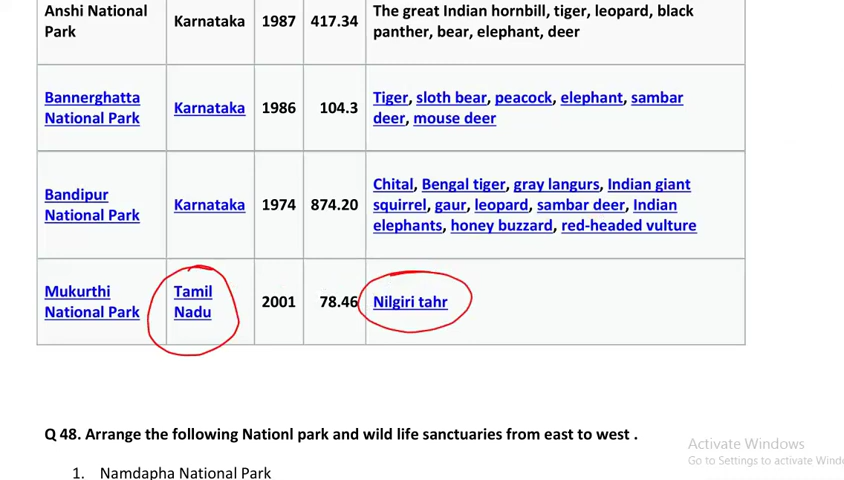 Anshi National
Park
Karnataka
1987
417.34
The great Indian hornbill, tiger, leopard, black
panther, bear, elephant, deer
Bannerghatta
National Park
Karnataka
1986
104.3
Tiger, sloth bear, peacock, elephant, sambar
deer, mouse deer
Bandipur
National Park
Karnataka
1974
874.20
Chital, Bengal tiger, gray langurs, Indian giant
squirrel, gaur, leopard, sambar deer, Indian
elephants, honey buzzard, red-headed vulture
Mukurthi
National Park
Tamil
Nadu
2001
78.46
Nilgiri tahr
Q 48. Arrange the following Nationl park and wild life sanctuaries from east to west .
1. Namdapha National Park
Activate Windows
Go to Settings to activate Wind